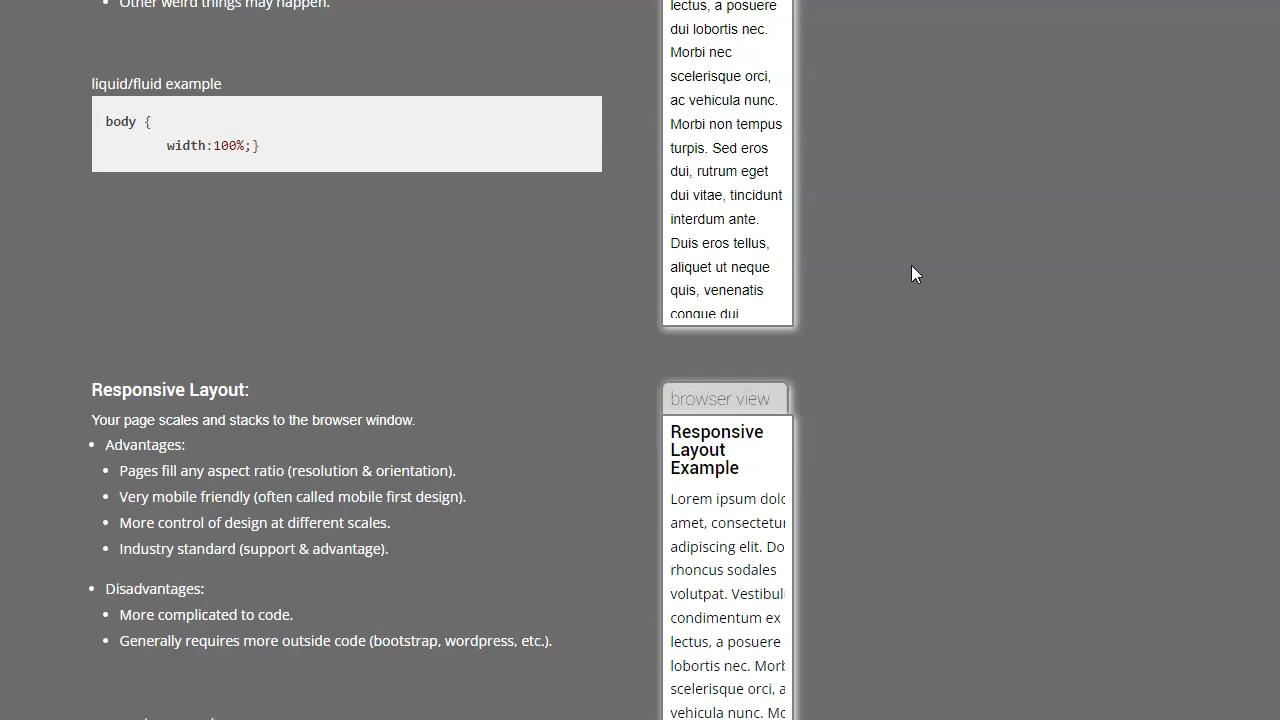 Other weird things may happen.
liquid/fluid example
body {
width:100%;}
lectus, a posuere
dui lobortis nec.
Morbi nec
scelerisque orci,
ac vehicula nunc.
Morbi non tempus
turpis. Sed eros
dui, rutrum eget
dui vitae, tincidunt
interdum ante.
Duis eros tellus,
aliquet ut neque
quis, venenatis
congue dui
Responsive Layout:
Your page scales and stacks to the browser window.
Advantages:
Pages fill any aspect ratio (resolution & orientation).
Very mobile friendly (often called mobile first design).
More control of design at different scales.
Industry standard (support & advantage).
Disadvantages:
More complicated to code.
Generally requires more outside code (bootstrap, wordpress, etc.).
browser view
Responsive
Layout
Example
Lorem ipsum dolo
amet, consectetur
adipiscing elit. Do
rhoncus sodales
volutpat. Vestibulu
condimentum ex
lectus, a posuere
lobortis nec. Morb
scelerisque orci, a
vehicula nunc. Mo